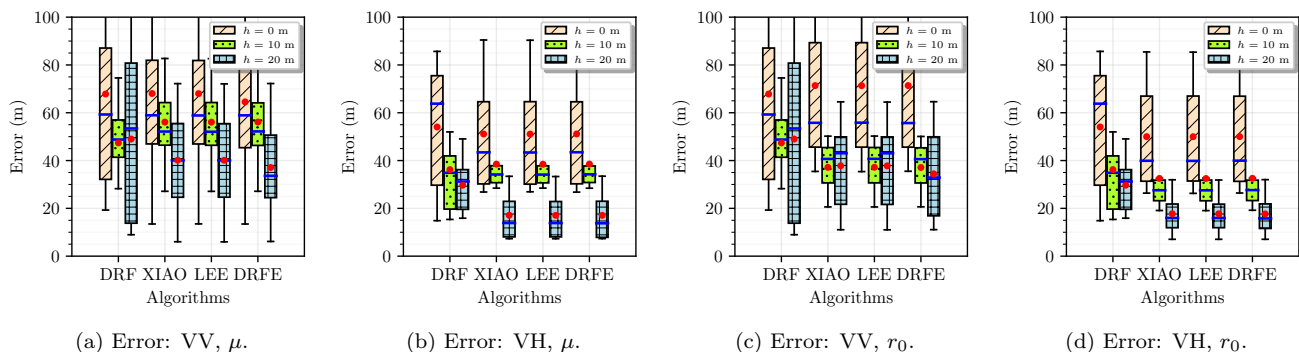 100
80
60
40
20
0
Error (m)
h = 0 m
h = 10 m
h = 20 m
DRF XIAO LEE DRFE
Algorithms
(a) Error: VV, μ.
100
80
60
40
20
0
Error (m)
h = 0 m
h = 10 m
h = 20 m
DRF XIAO LEE DRFE
Algorithms
(b) Error: VH, μ.
100
80
60
40
20
0
Error (m)
h = 0 m
h = 10 m
h = 20 m
DRF XIAO LEE DRFE
Algorithms
(c) Error: VV, r₀.
100
80
60
40
20
0
Error (m)
h = 0 m
h = 10 m
h = 20 m
DRF XIAO LEE DRFE
Algorithms
(d) Error: VH, r₀.